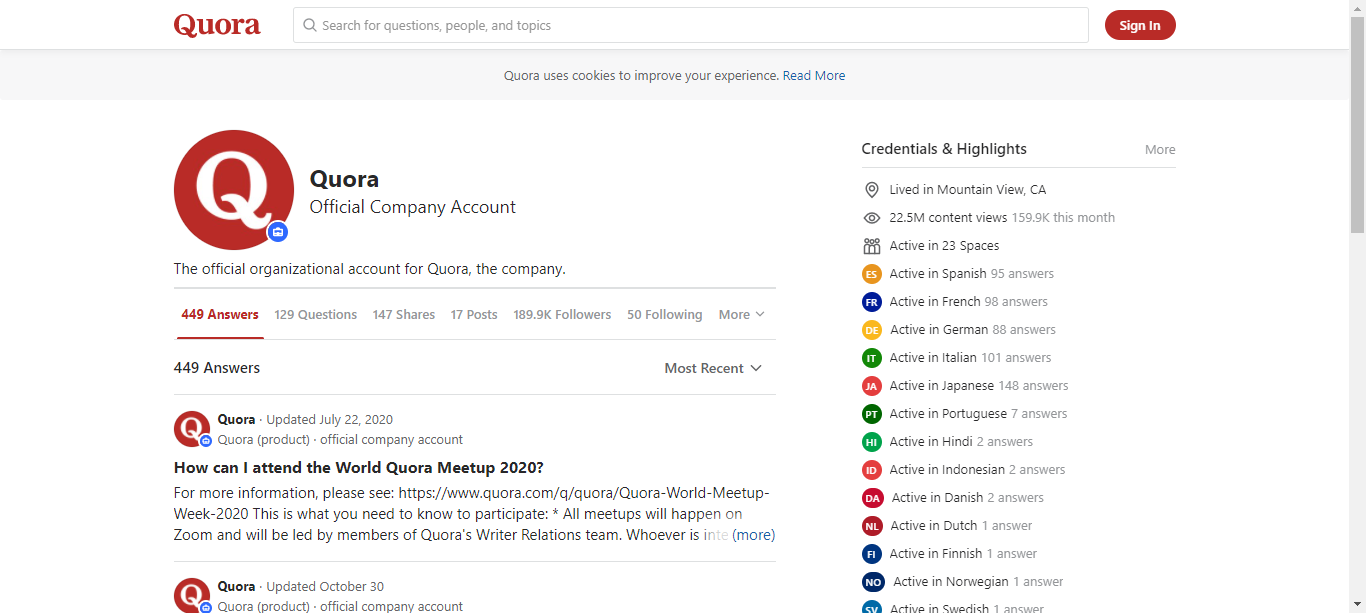 Quora
Search for questions, people, and topics
Sign In
Quora uses cookies to improve your experience. Read More
Q
Quora
Official Company Account
The official organizational account for Quora, the company.
449 Answers 129 Questions 147 Shares 17 Posts 189.9K Followers 50 Following More
449 Answers
Most Recent
Q
Quora · Updated July 22, 2020
Quora (product) · official company account
How can I attend the World Quora Meetup 2020?
For more information, please see: https://www.quora.com/q/quora/Quora-World-Meetup-
Week-2020 This is what you need to know to participate: * All meetups will happen on
Zoom and will be led by members of Quora's Writer Relations team. Whoever is inte (more)
Q
Quora · Updated October 30
Quora (product) · official company account
Credentials & Highlights
More
Lived in Mountain View, CA
22.5M content views 159.9K this month
Active in 23 Spaces
ES Active in Spanish 95 answers
FR Active in French 98 answers
DE Active in German 88 answers
IT Active in Italian 101 answers
JA Active in Japanese 148 answers
PT Active in Portuguese 7 answers
HI Active in Hindi 2 answers
ID Active in Indonesian 2 answers
DA Active in Danish 2 answers
NL Active in Dutch 1 answer
FI Active in Finnish 1 answer
NO Active in Norwegian 1 answer
SV Active in Swedish 1 answer